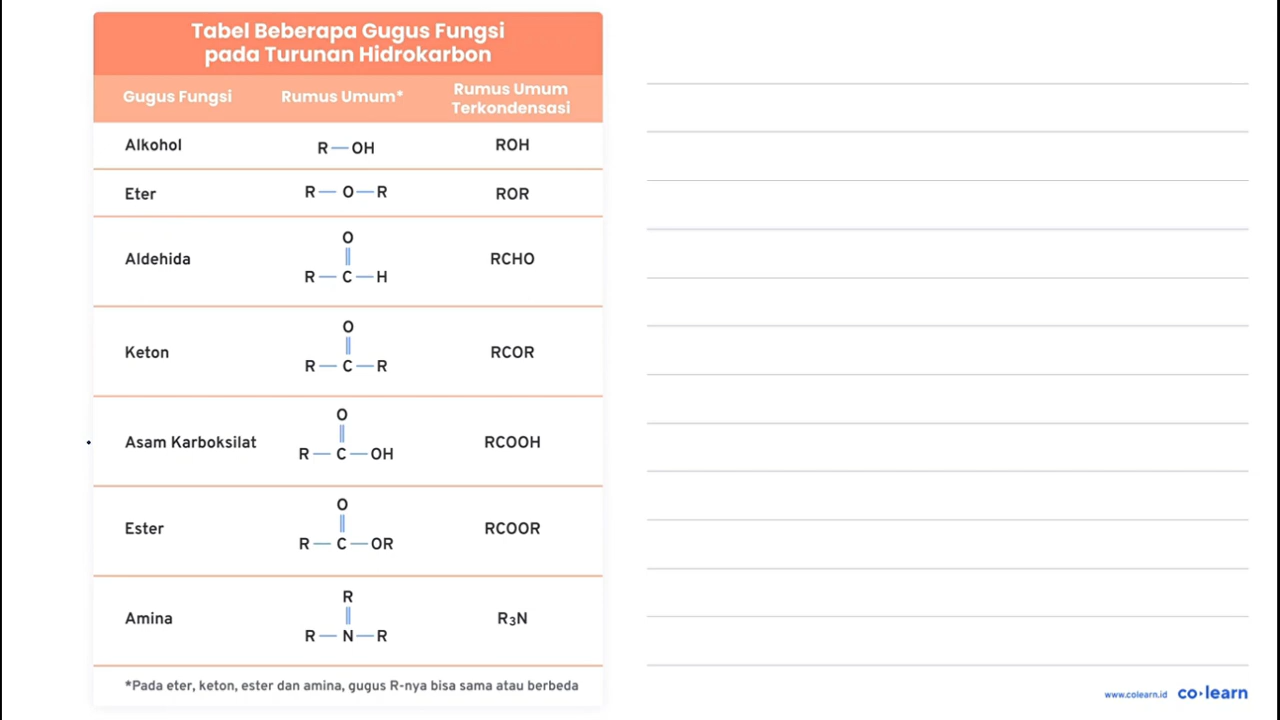 Tabel Beberapa Gugus Fungsi
pada Turunan Hidrokarbon
Gugus Fungsi Rumus Umum* Rumus Umum Terkondensasi
Alkohol R — OH ROH
Eter R — O — R ROR
O
||
Aldehida R — C — H RCHO
O
||
Keton R — C — R RCOR
O
||
Asam Karboksilat R — C — OH RCOOH
O
||
Ester R — C — OR RCOOR
R
||
Amina R — N — R R₃N
*Pada eter, keton, ester dan amina, gugus R-nya bisa sama atau berbeda
www.colearn.id co•learn